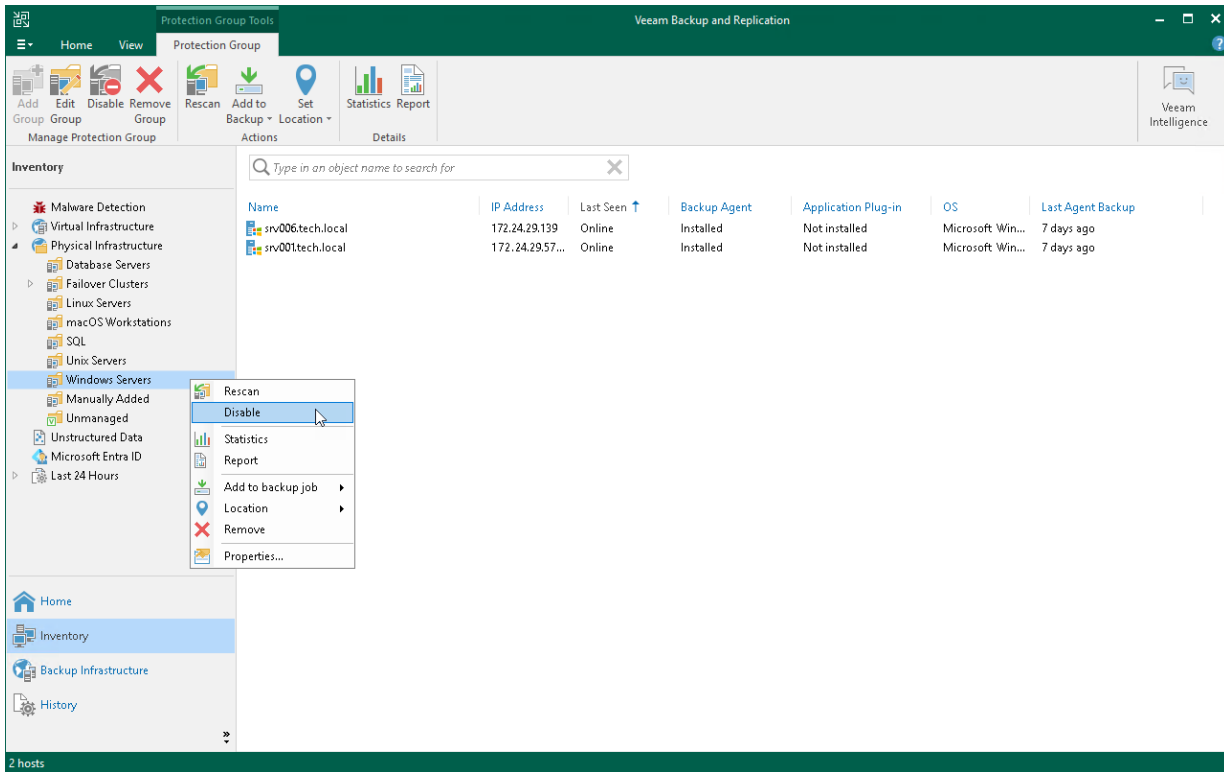 Protection Group Tools
Veeam Backup and Replication
Home View Protection Group
?
Add Group
Edit Group
Disable
Remove Group
Rescan
Add to Backup
Set Location
Statistics
Report
Manage Protection Group
Actions
Details
Veeam Intelligence
Inventory
Type in an object name to search for
Malware Detection
Virtual Infrastructure
Physical Infrastructure
Database Servers
Failover Clusters
Linux Servers
macOS Workstations
SQL
Unix Servers
Windows Servers
Manually Added
Unmanaged
Unstructured Data
Microsoft Entra ID
Last 24 Hours
Name IP Address Last Seen Backup Agent Application Plug-in OS Last Agent Backup
srv006.tech.local 172.24.29.139 Online Installed Not installed Microsoft Win... 7 days ago
srv001.tech.local 172.24.29.57... Online Installed Not installed Microsoft Win... 7 days ago
Rescan
Disable
Statistics
Report
Add to backup job
Location
Remove
Properties...
Home
Inventory
Backup Infrastructure
History
2 hosts